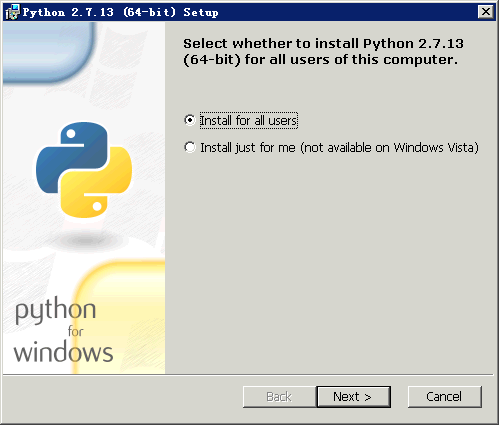 Python 2.7.13 (64-bit) Setup
Select whether to install Python 2.7.13
(64-bit) for all users of this computer.
Install for all users
Install just for me (not available on Windows Vista)
python
for
windows
Back
Next >
Cancel